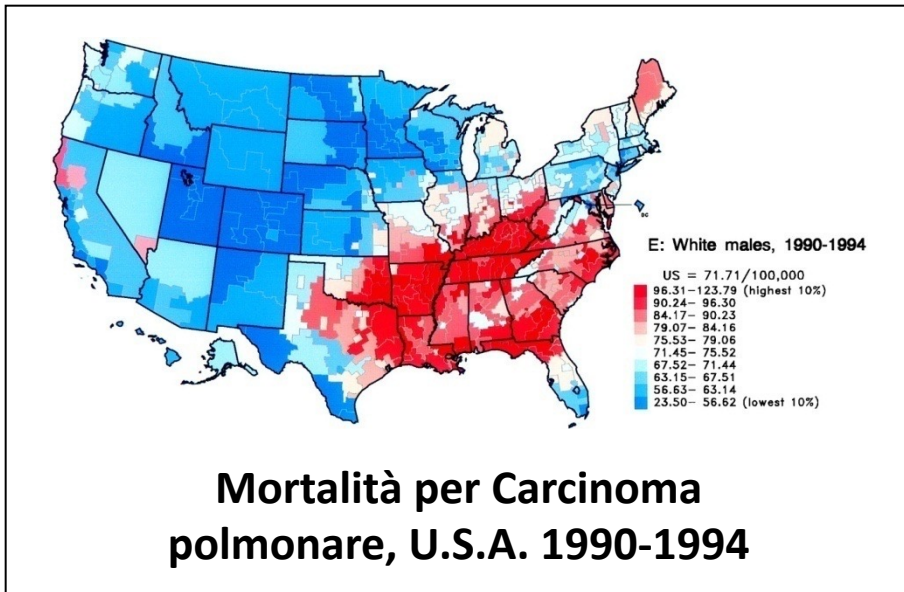 E: White males, 1990-1994
US = 71.71/100,000
96.31-123.79 (highest 10%)
90.24- 96.30
84.17- 90.23
79.07- 84.16
75.53- 79.06
71.45- 75.52
67.52- 71.44
63.15- 67.51
56.63- 63.14
23.50- 56.62 (lowest 10%)
DC
Mortalità per Carcinoma
polmonare, U.S.A. 1990-1994